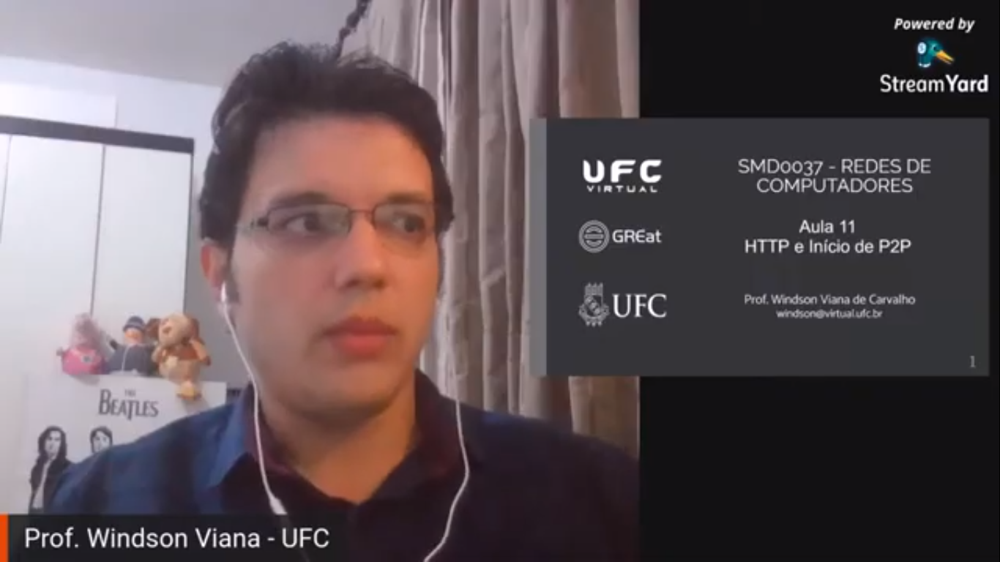 Powered by
StreamYard
UFC
VIRTUAL
GREat
UFC
SMD0037 - REDES DE
COMPUTADORES
Aula 11
HTTP e Início de P2P
Prof. Windson Viana de Carvalho
windson@virtual.ufc.br
1
THE
BEATLES
Prof. Windson Viana - UFC